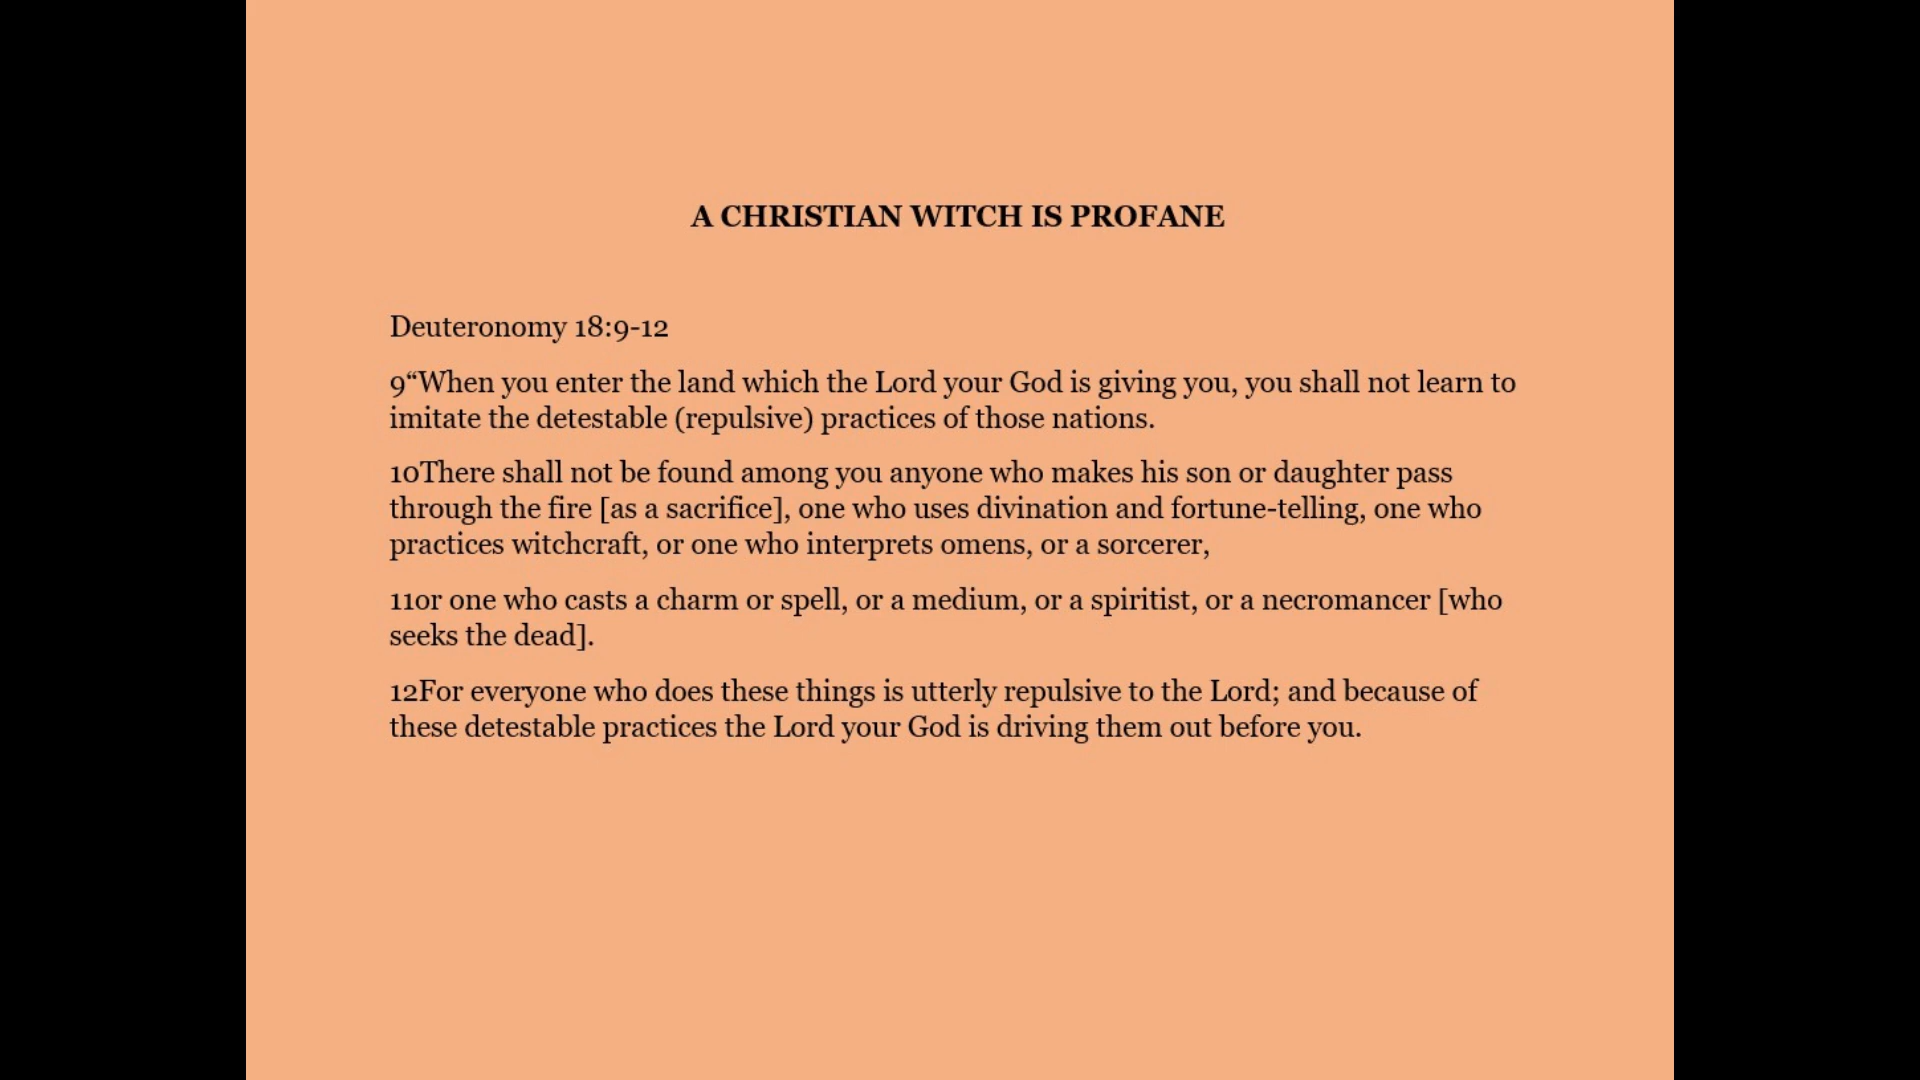 A CHRISTIAN WITCH IS PROFANE
Deuteronomy 18:9-12
9“When you enter the land which the Lord your God is giving you, you shall not learn to
imitate the detestable (repulsive) practices of those nations.
10There shall not be found among you anyone who makes his son or daughter pass
through the fire [as a sacrifice], one who uses divination and fortune-telling, one who
practices witchcraft, or one who interprets omens, or a sorcerer,
11or one who casts a charm or spell, or a medium, or a spiritist, or a necromancer [who
seeks the dead].
12For everyone who does these things is utterly repulsive to the Lord; and because of
these detestable practices the Lord your God is driving them out before you.